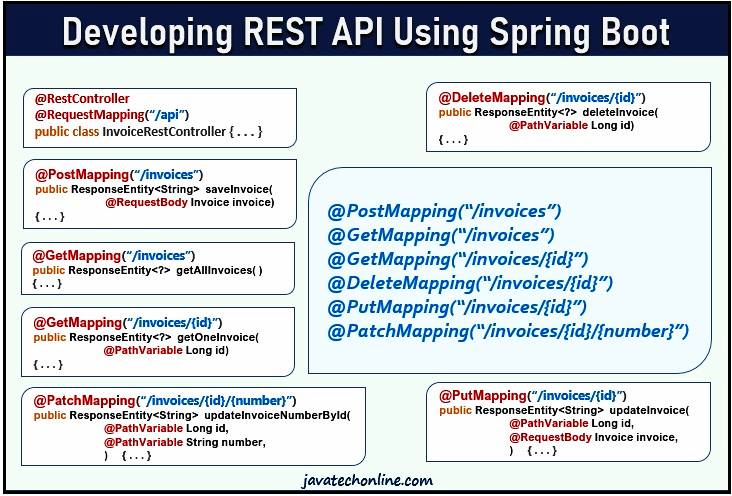 Developing REST API Using Spring Boot
@RestController
@RequestMapping(“/api”)
public class InvoiceRestController { . . . }
@PostMapping(“/invoices”)
public ResponseEntity<String> saveInvoice(
@RequestBody Invoice invoice)
{ . . . }
@GetMapping(“/invoices”)
public ResponseEntity<?> getAllInvoices( )
{ . . . }
@GetMapping(“/invoices/{id}”)
public ResponseEntity<?> getOneInvoice(
@PathVariable Long id)
{ . . . }
@PatchMapping(“/invoices/{id}/{number}”)
public ResponseEntity<String> updateInvoiceNumberById(
@PathVariable Long id,
@PathVariable String number,
) { . . . }
@DeleteMapping(“/invoices/{id}”)
public ResponseEntity<?> deleteInvoice(
@PathVariable Long id)
{ . . . }
@PostMapping(“/invoices”)
@GetMapping(“/invoices”)
@GetMapping(“/invoices/{id}”)
@DeleteMapping(“/invoices/{id}”)
@PutMapping(“/invoices/{id}”)
@PatchMapping(“/invoices/{id}/{number}”)
@PutMapping(“/invoices/{id}”)
public ResponseEntity<String> updateInvoice(
@PathVariable Long id,
@RequestBody Invoice invoice,
) { . . . }
javatechonline.com